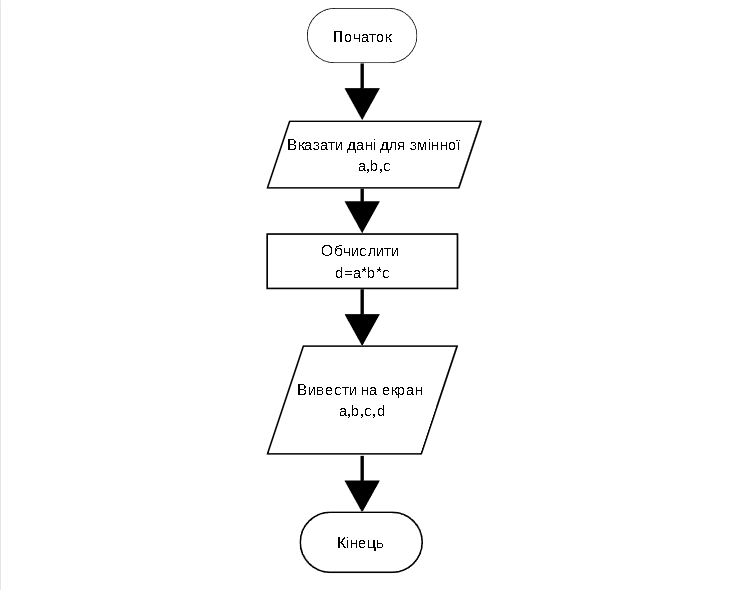 Початок
Вказати дані для змінної
a,b,c
Обчислити
d=a*b*c
Вивести на екран
a,b,c,d
Кінець